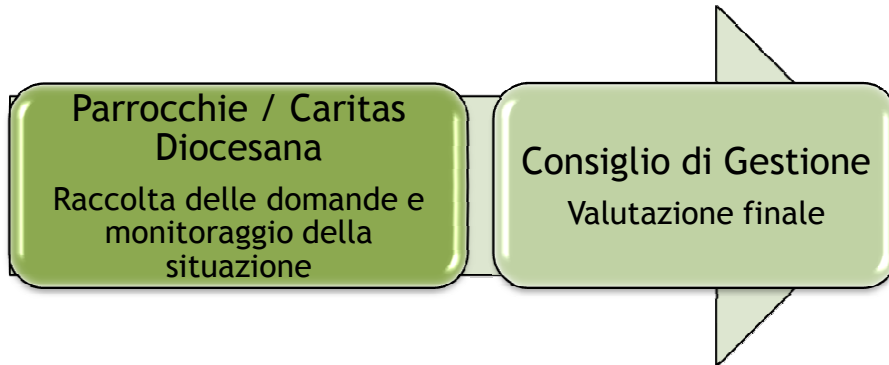 Parrocchie / Caritas
Diocesana
Raccolta delle domande e
monitoraggio della
situazione
Consiglio di Gestione
Valutazione finale